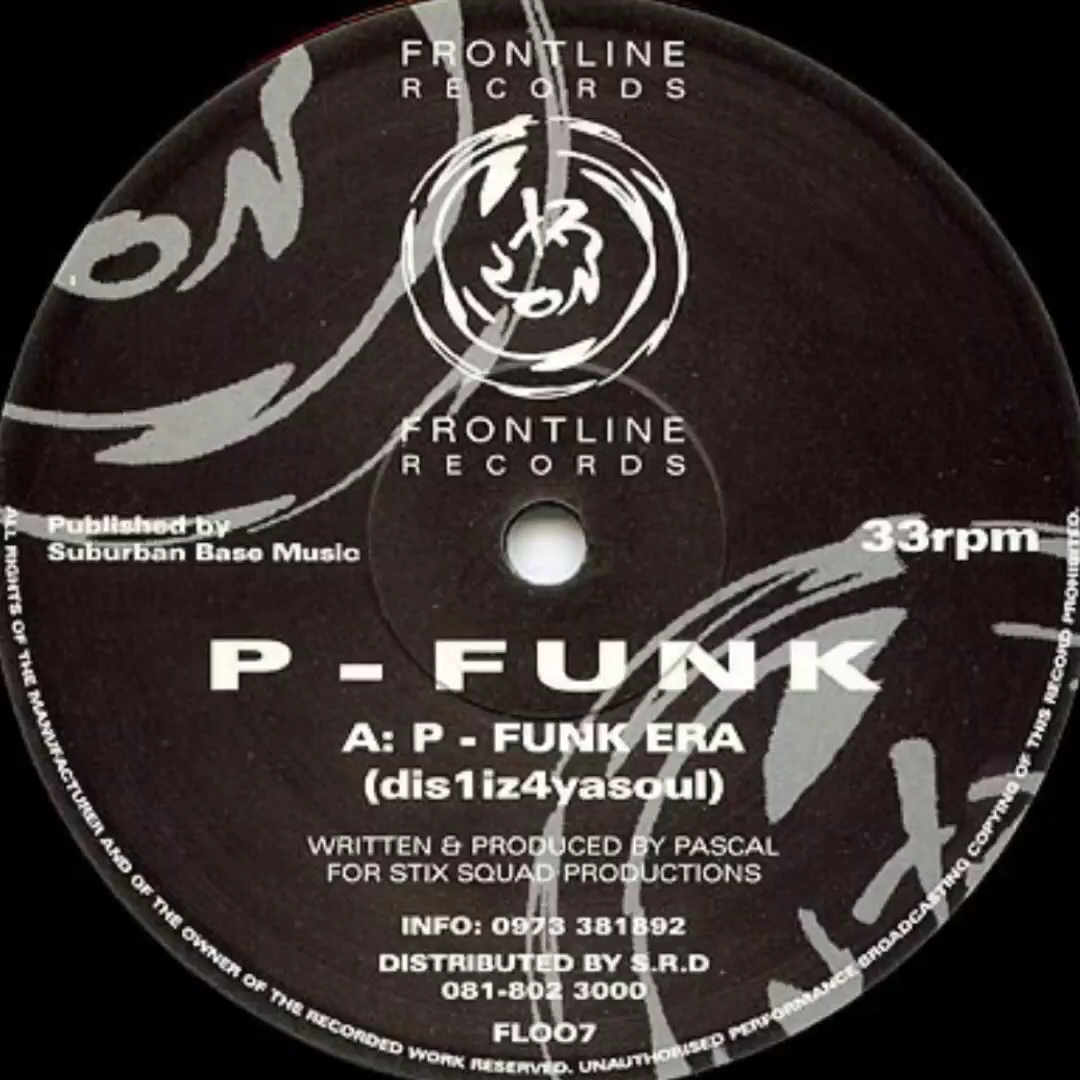 FRONTLINE
RECORDS
FRONTLINE
RECORDS
Published by
Suburban Base Music
33rpm
P - FUNK
A: P - FUNK ERA
(dis1iz4yasoul)
WRITTEN & PRODUCED BY PASCAL
FOR STIX SQUAD PRODUCTIONS
INFO: 0973 381892
DISTRIBUTED BY S.R.D
081-802 3000
FLOO7
ALL RIGHTS OF THE MANUFACTURER AND OF THE OWNER OF THE RECORDED WORK RESERVED. UNAUTHORISED PERFORMANCE BROADCASTING COPYING OF THIS RECORD PROHIBITED.
ON